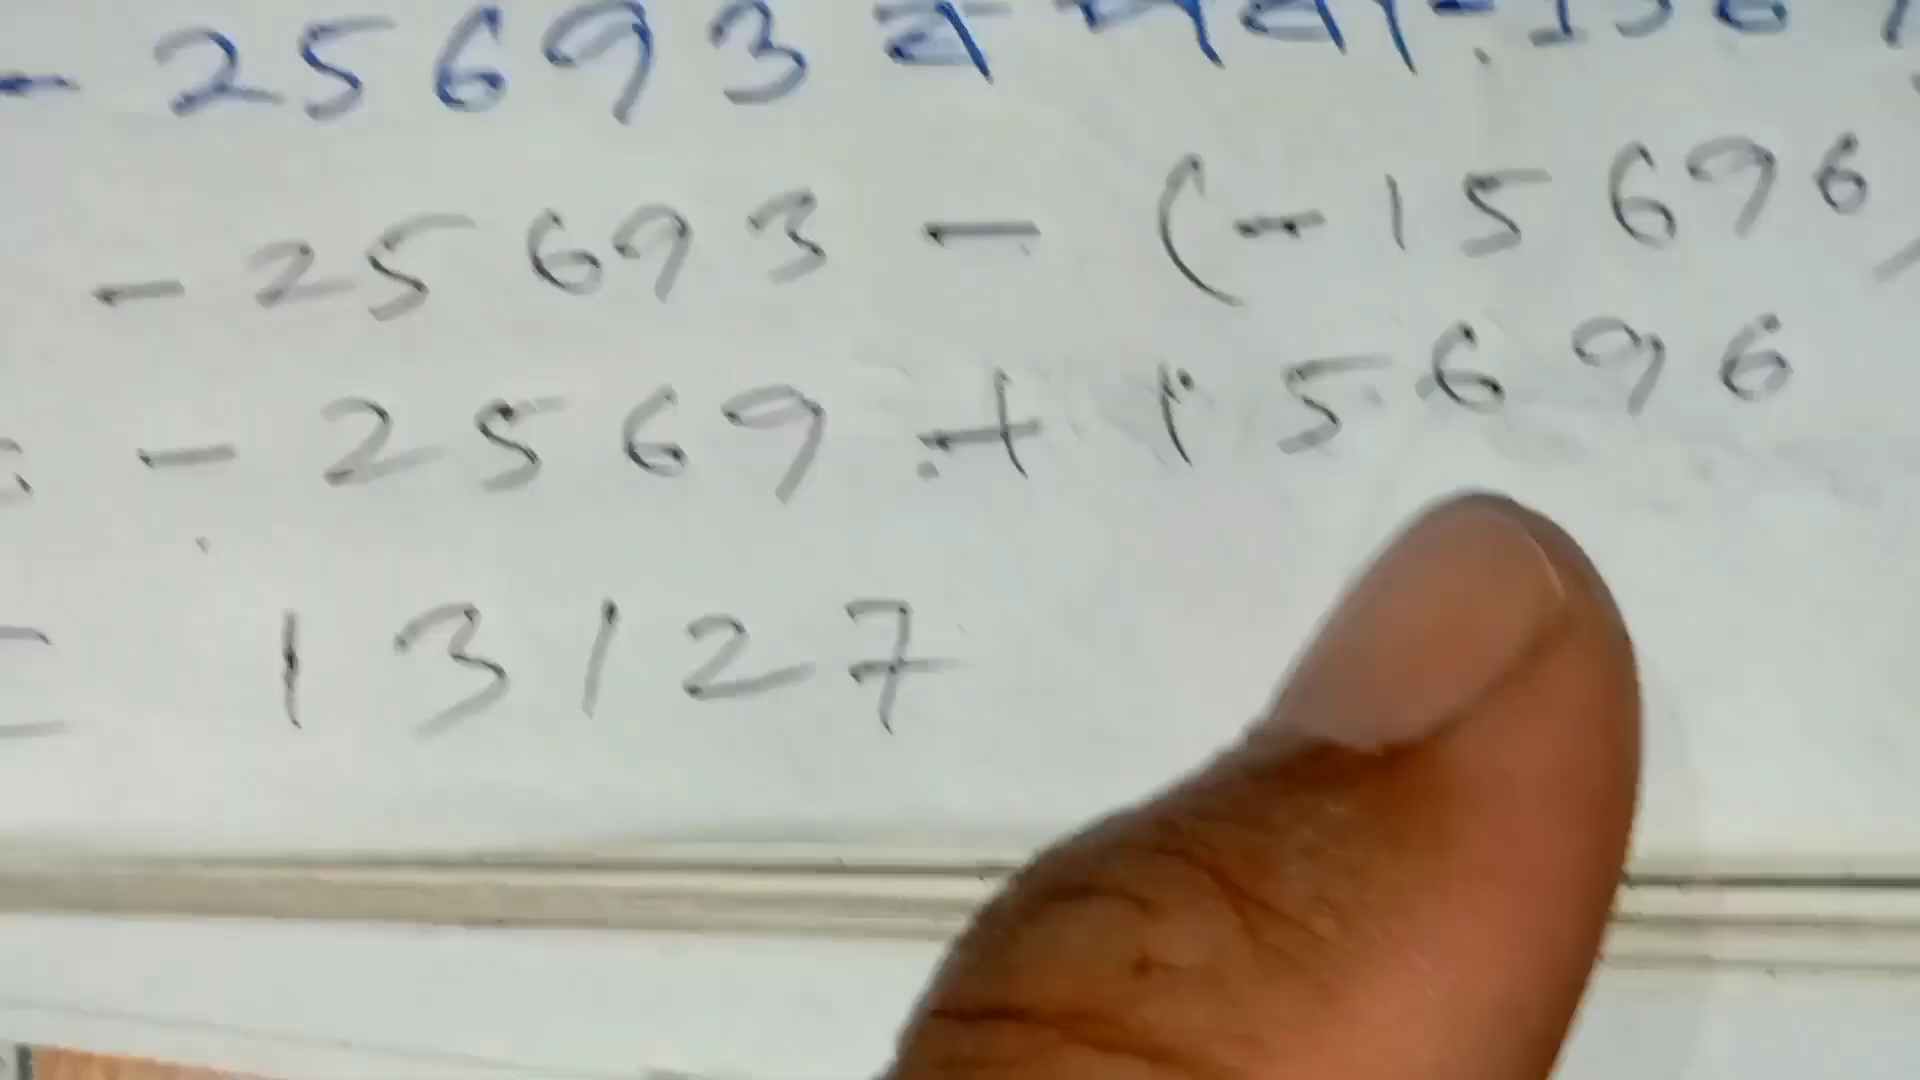 - 25693
- 25693 - (-15696)
= - 2569 + 15696
= 13127